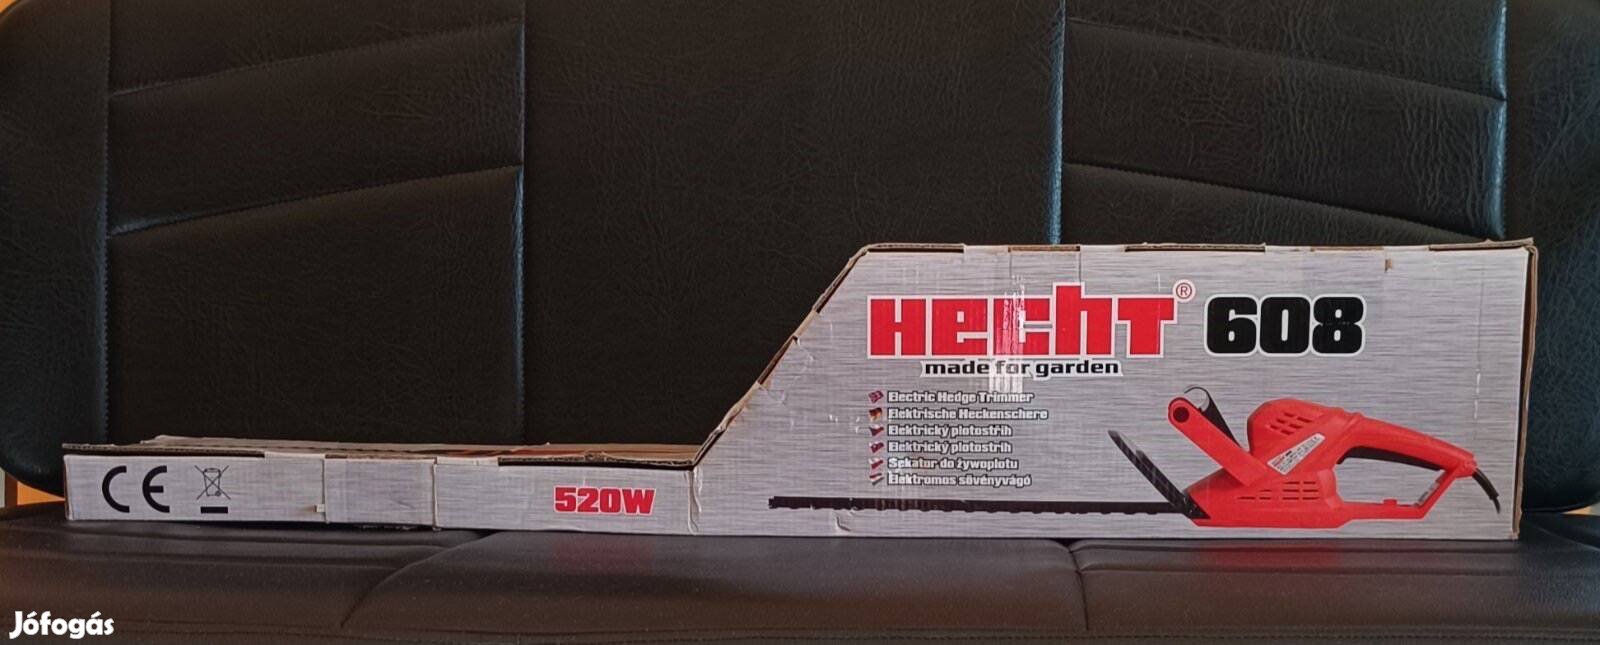 HECHT® 608
made for garden
Electric Hedge Trimmer
Elektrische Heckenschere
Elektrický plotostřih
Elektrický plotostrih
Sekator do żywopłotu
Elektromos sövényvágó
CE
520W
Jófogás